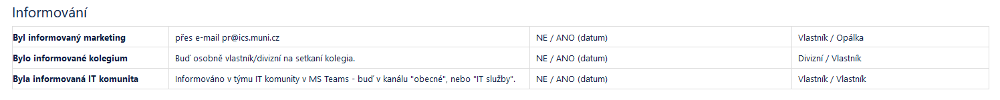 Informování
Byl informovaný marketing přes e-mail pr@ics.muni.cz NE / ANO (datum) Vlastník / Opálka
Bylo informované kolegium Buď osobně vlastník/divizní na setkaní kolegia. NE / ANO (datum) Divizní / Vlastník
Byla informovaná IT komunita Informováno v týmu IT komunity v MS Teams - buď v kanálu "obecné", nebo "IT služby". NE / ANO (datum) Vlastník / Vlastník